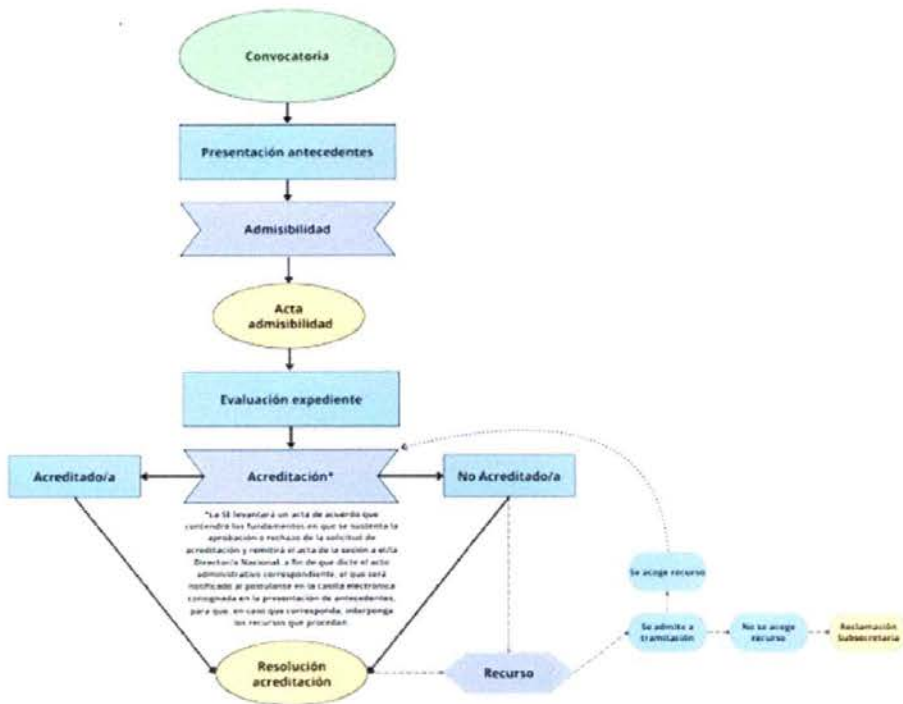 Convocatoria
Presentación antecedentes
Admisibilidad
Acta
admisibilidad
Evaluación expediente
Acreditado/a
Acreditación*
No Acreditado/a
*La SE levantará un acta de acuerdo que
contendrá los fundamentos en que se sustenta la
aprobación o rechazo de la solicitud de
acreditación y remitirá el acta de la sesión a el/la
Director/a Nacional, a fin de que dicte el acto
administrativo correspondiente, el que será
notificado al postulante en la casilla electrónica
consignada en la presentación de antecedentes,
para que, en caso que corresponda, interponga
los recursos que procedan.
Se acoge recurso
Se admite a
tramitación
No se acoge
recurso
Reclamación
Subsecretaría
Resolución
acreditación
Recurso